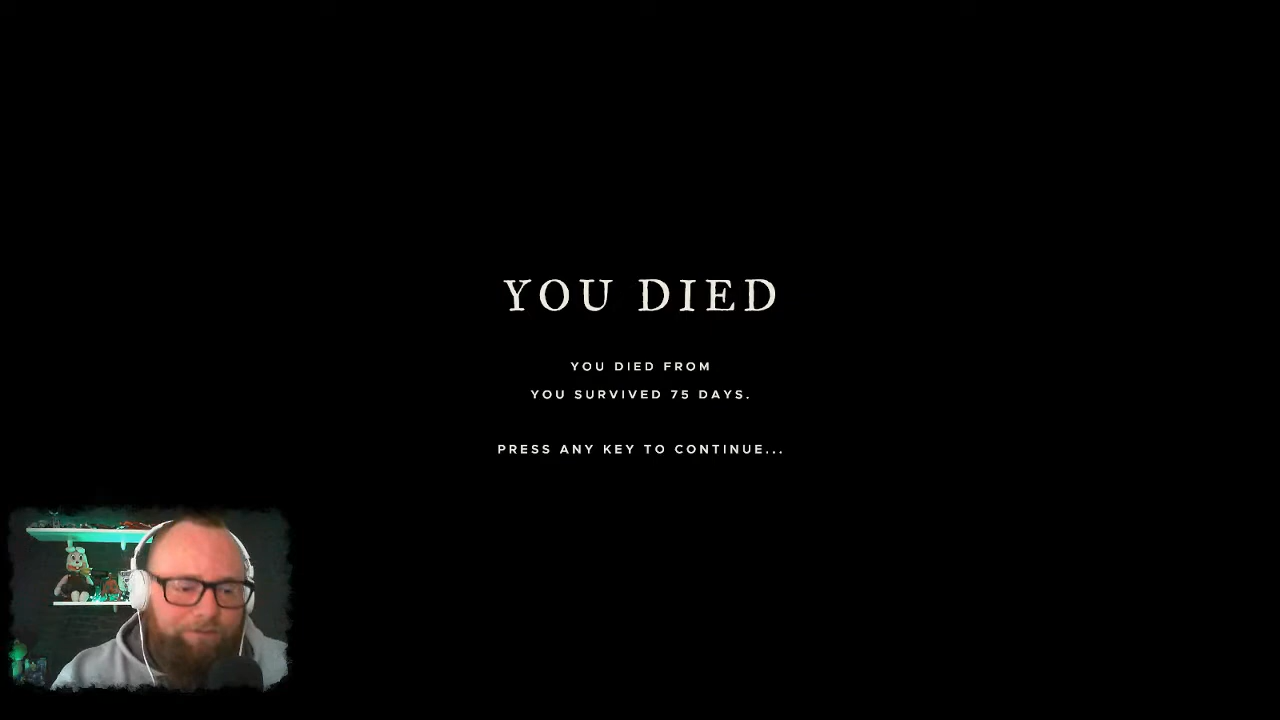 YOU DIED
YOU DIED FROM
YOU SURVIVED 75 DAYS.
PRESS ANY KEY TO CONTINUE...